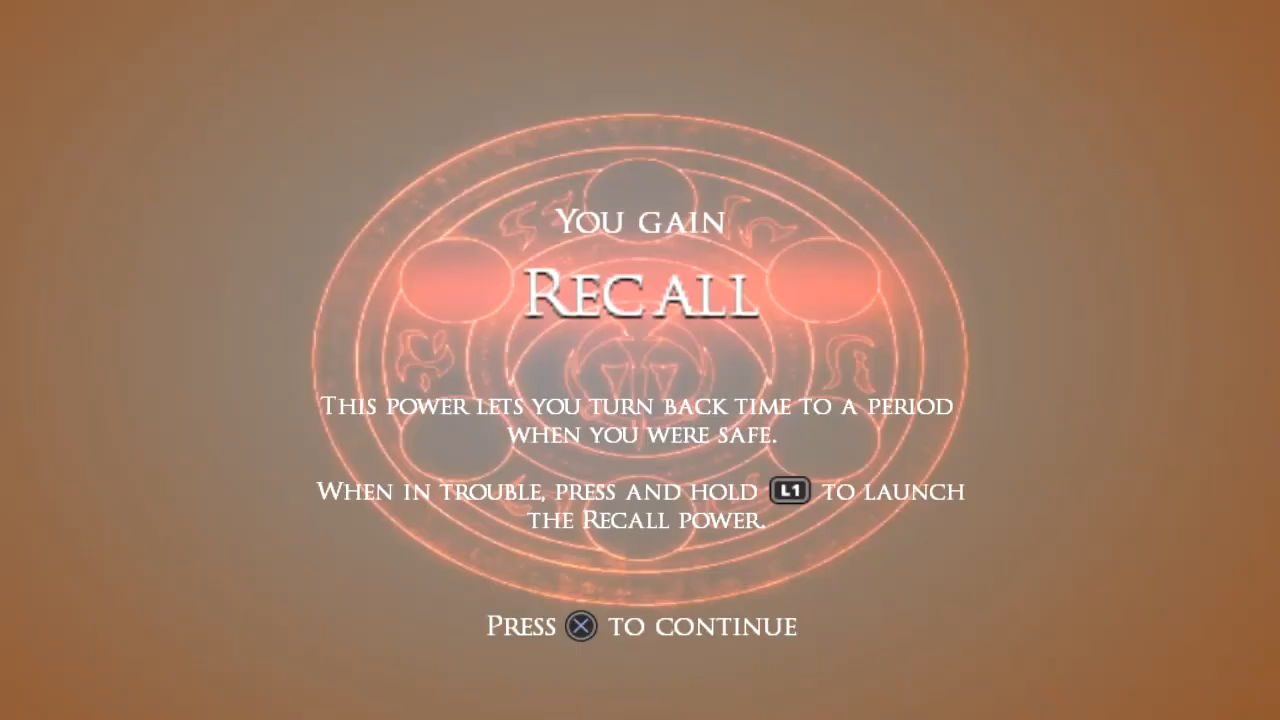 You gain
Recall
This power lets you turn back time to a period
when you were safe.
When in trouble, press and hold L1 to launch
the Recall power.
Press ⊗ to continue